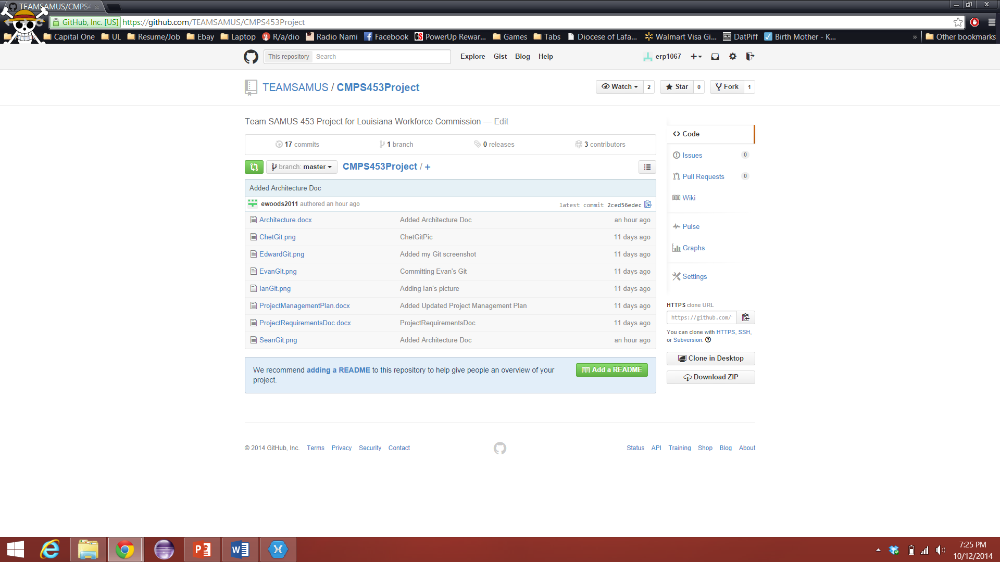 TEAMSAMUS/CMPS4
GitHub, Inc. [US] https://github.com/TEAMSAMUS/CMPS453Project
Capital One UL Resume/Job Ebay Laptop R/a/dio Radio Nami Facebook PowerUp Rewar... Games Tabs Diocese of Lafa... Walmart Visa Gi... DatPiff Birth Mother - K... » Other bookmarks
This repository Search Explore Gist Blog Help erp1067
TEAMSAMUS / CMPS453Project Watch 2 Star 0 Fork 1
Team SAMUS 453 Project for Louisiana Workforce Commission — Edit
17 commits 1 branch 0 releases 3 contributors
branch: master CMPS453Project / +
Added Architecture Doc
ewoods2011 authored an hour ago latest commit 2ced56edec
Architecture.docx Added Architecture Doc an hour ago
ChetGit.png ChetGitPic 11 days ago
EdwardGit.png Added my Git screenshot 11 days ago
EvanGit.png Committing Evan's Git 11 days ago
IanGit.png Adding Ian's picture 11 days ago
ProjectManagementPlan.docx Added Updated Project Management Plan 11 days ago
ProjectRequirementsDoc.docx ProjectRequirementsDoc 11 days ago
SeanGit.png Added Architecture Doc an hour ago
We recommend adding a README to this repository to help give people an overview of your
project.
Add a README
Code
Issues 0
Pull Requests 0
Wiki
Pulse
Graphs
Settings
HTTPS clone URL
https://github.com/
You can clone with HTTPS, SSH,
or Subversion.
Clone in Desktop
Download ZIP
© 2014 GitHub, Inc. Terms Privacy Security Contact Status API Training Shop Blog About
7:25 PM
10/12/2014